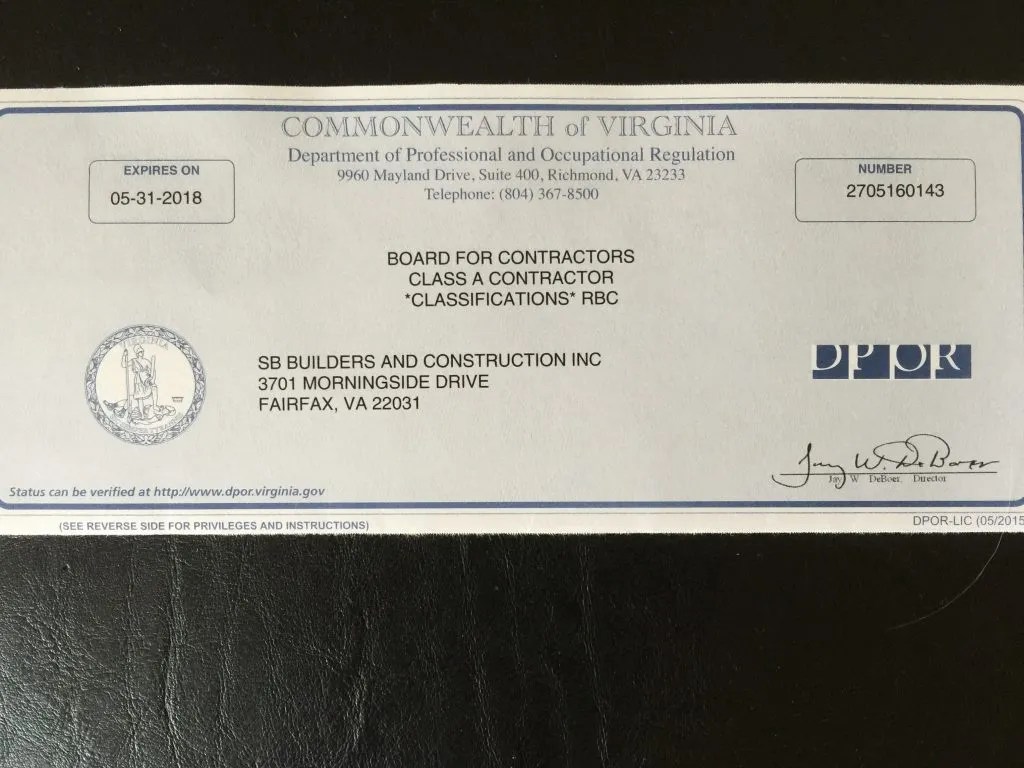 COMMONWEALTH of VIRGINIA
Department of Professional and Occupational Regulation
9960 Mayland Drive, Suite 400, Richmond, VA 23233
Telephone: (804) 367-8500
EXPIRES ON
05-31-2018
NUMBER
2705160143
BOARD FOR CONTRACTORS
CLASS A CONTRACTOR
*CLASSIFICATIONS* RBC
VIRGINIA
SB BUILDERS AND CONSTRUCTION INC
3701 MORNINGSIDE DRIVE
FAIRFAX, VA 22031
DPOR
Jay W. DeBoer
Jay W DeBoer, Director
Status can be verified at http://www.dpor.virginia.gov
(SEE REVERSE SIDE FOR PRIVILEGES AND INSTRUCTIONS)
DPOR-LIC (05/2015